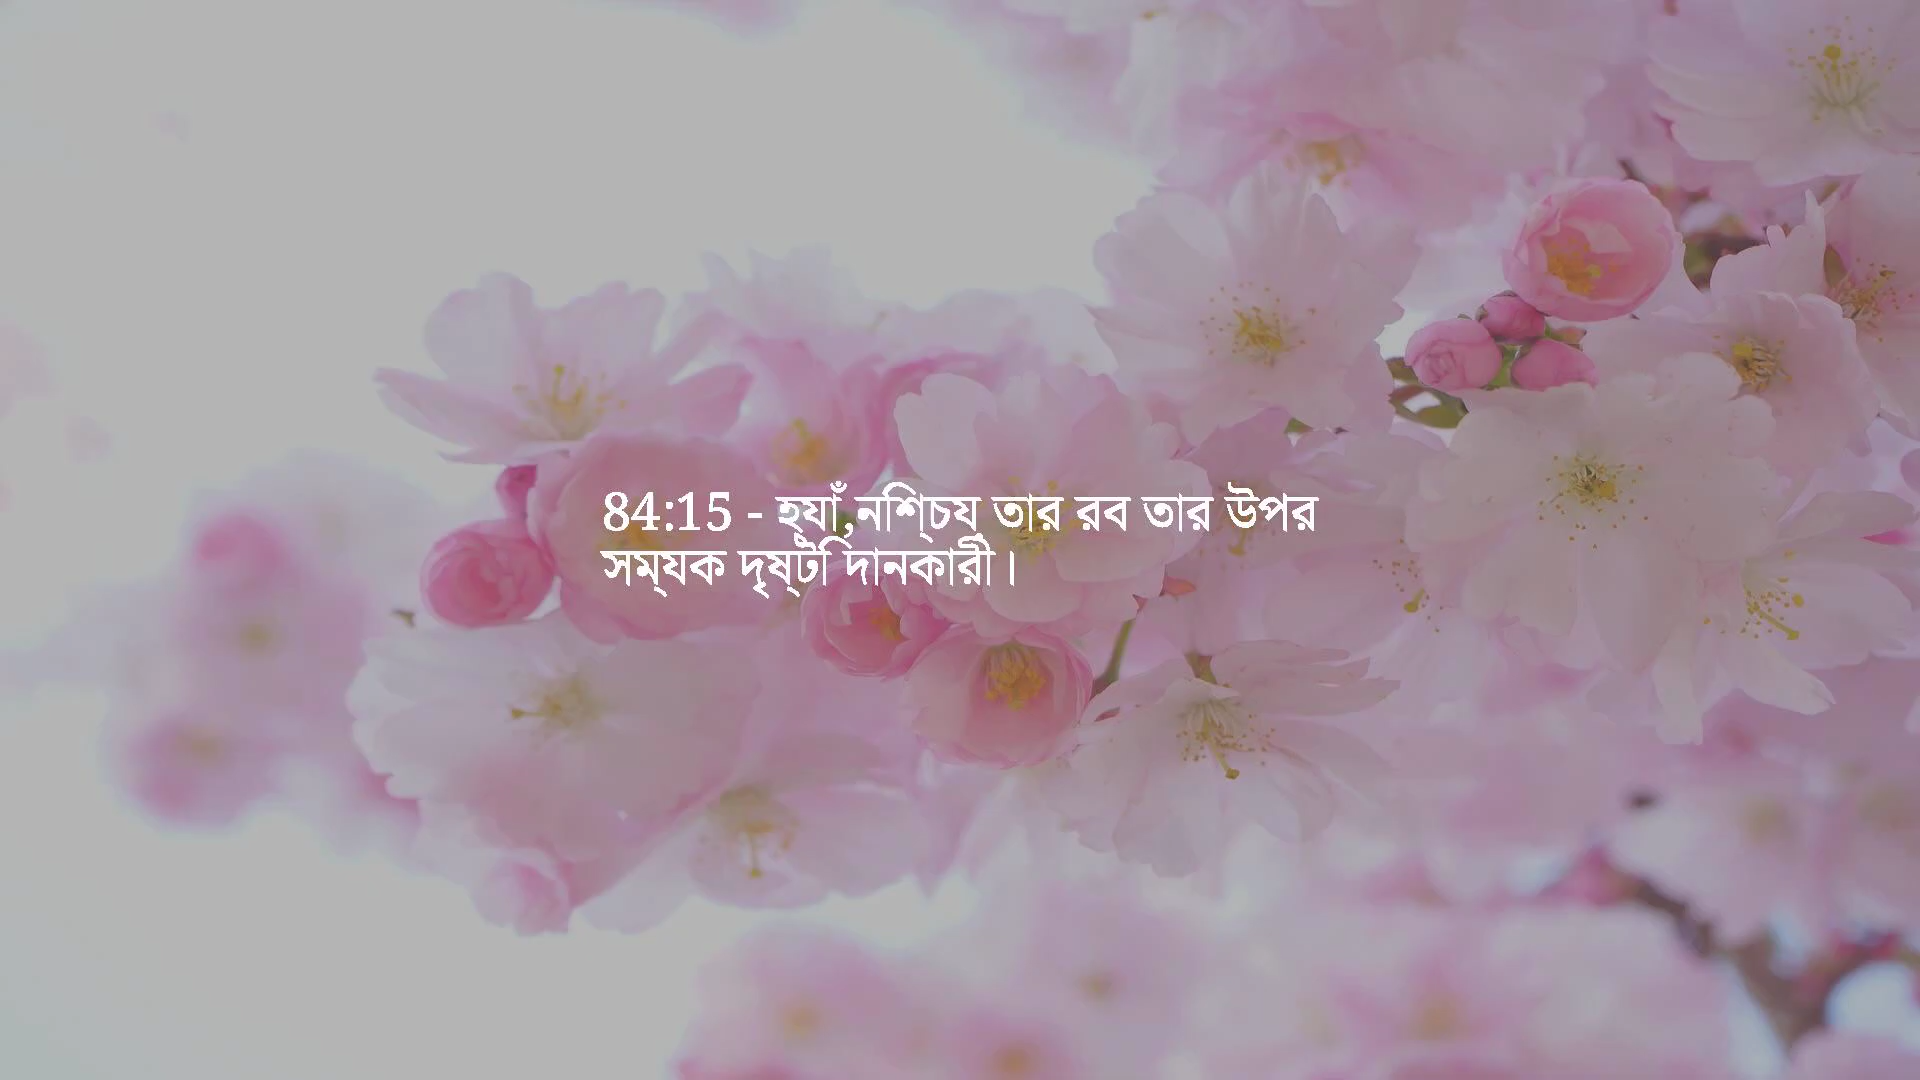 84:15 - হ্যাঁ,নিশ্চয় তার রব তার উপর
সম্যক দৃষ্টি দানকারী।